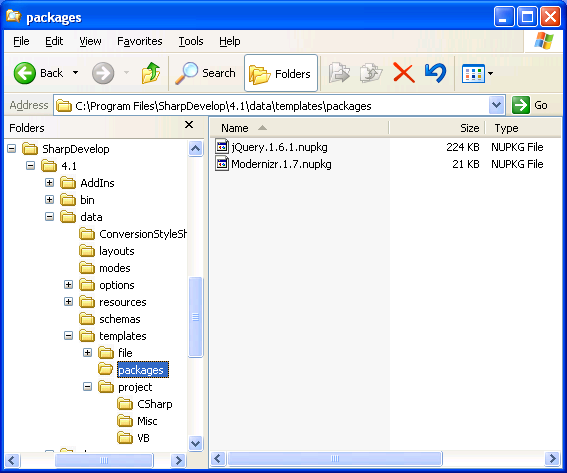 packages
File Edit View Favorites Tools Help
Back Search Folders
Address C:\Program Files\SharpDevelop\4.1\data\templates\packages Go
Folders
Name Size Type
SharpDevelop
4.1
AddIns
bin
data
ConversionStyleSh
layouts
modes
options
resources
schemas
templates
file
packages
project
CSharp
Misc
VB
jQuery.1.6.1.nupkg 224 KB NUPKG File
Modernizr.1.7.nupkg 21 KB NUPKG File